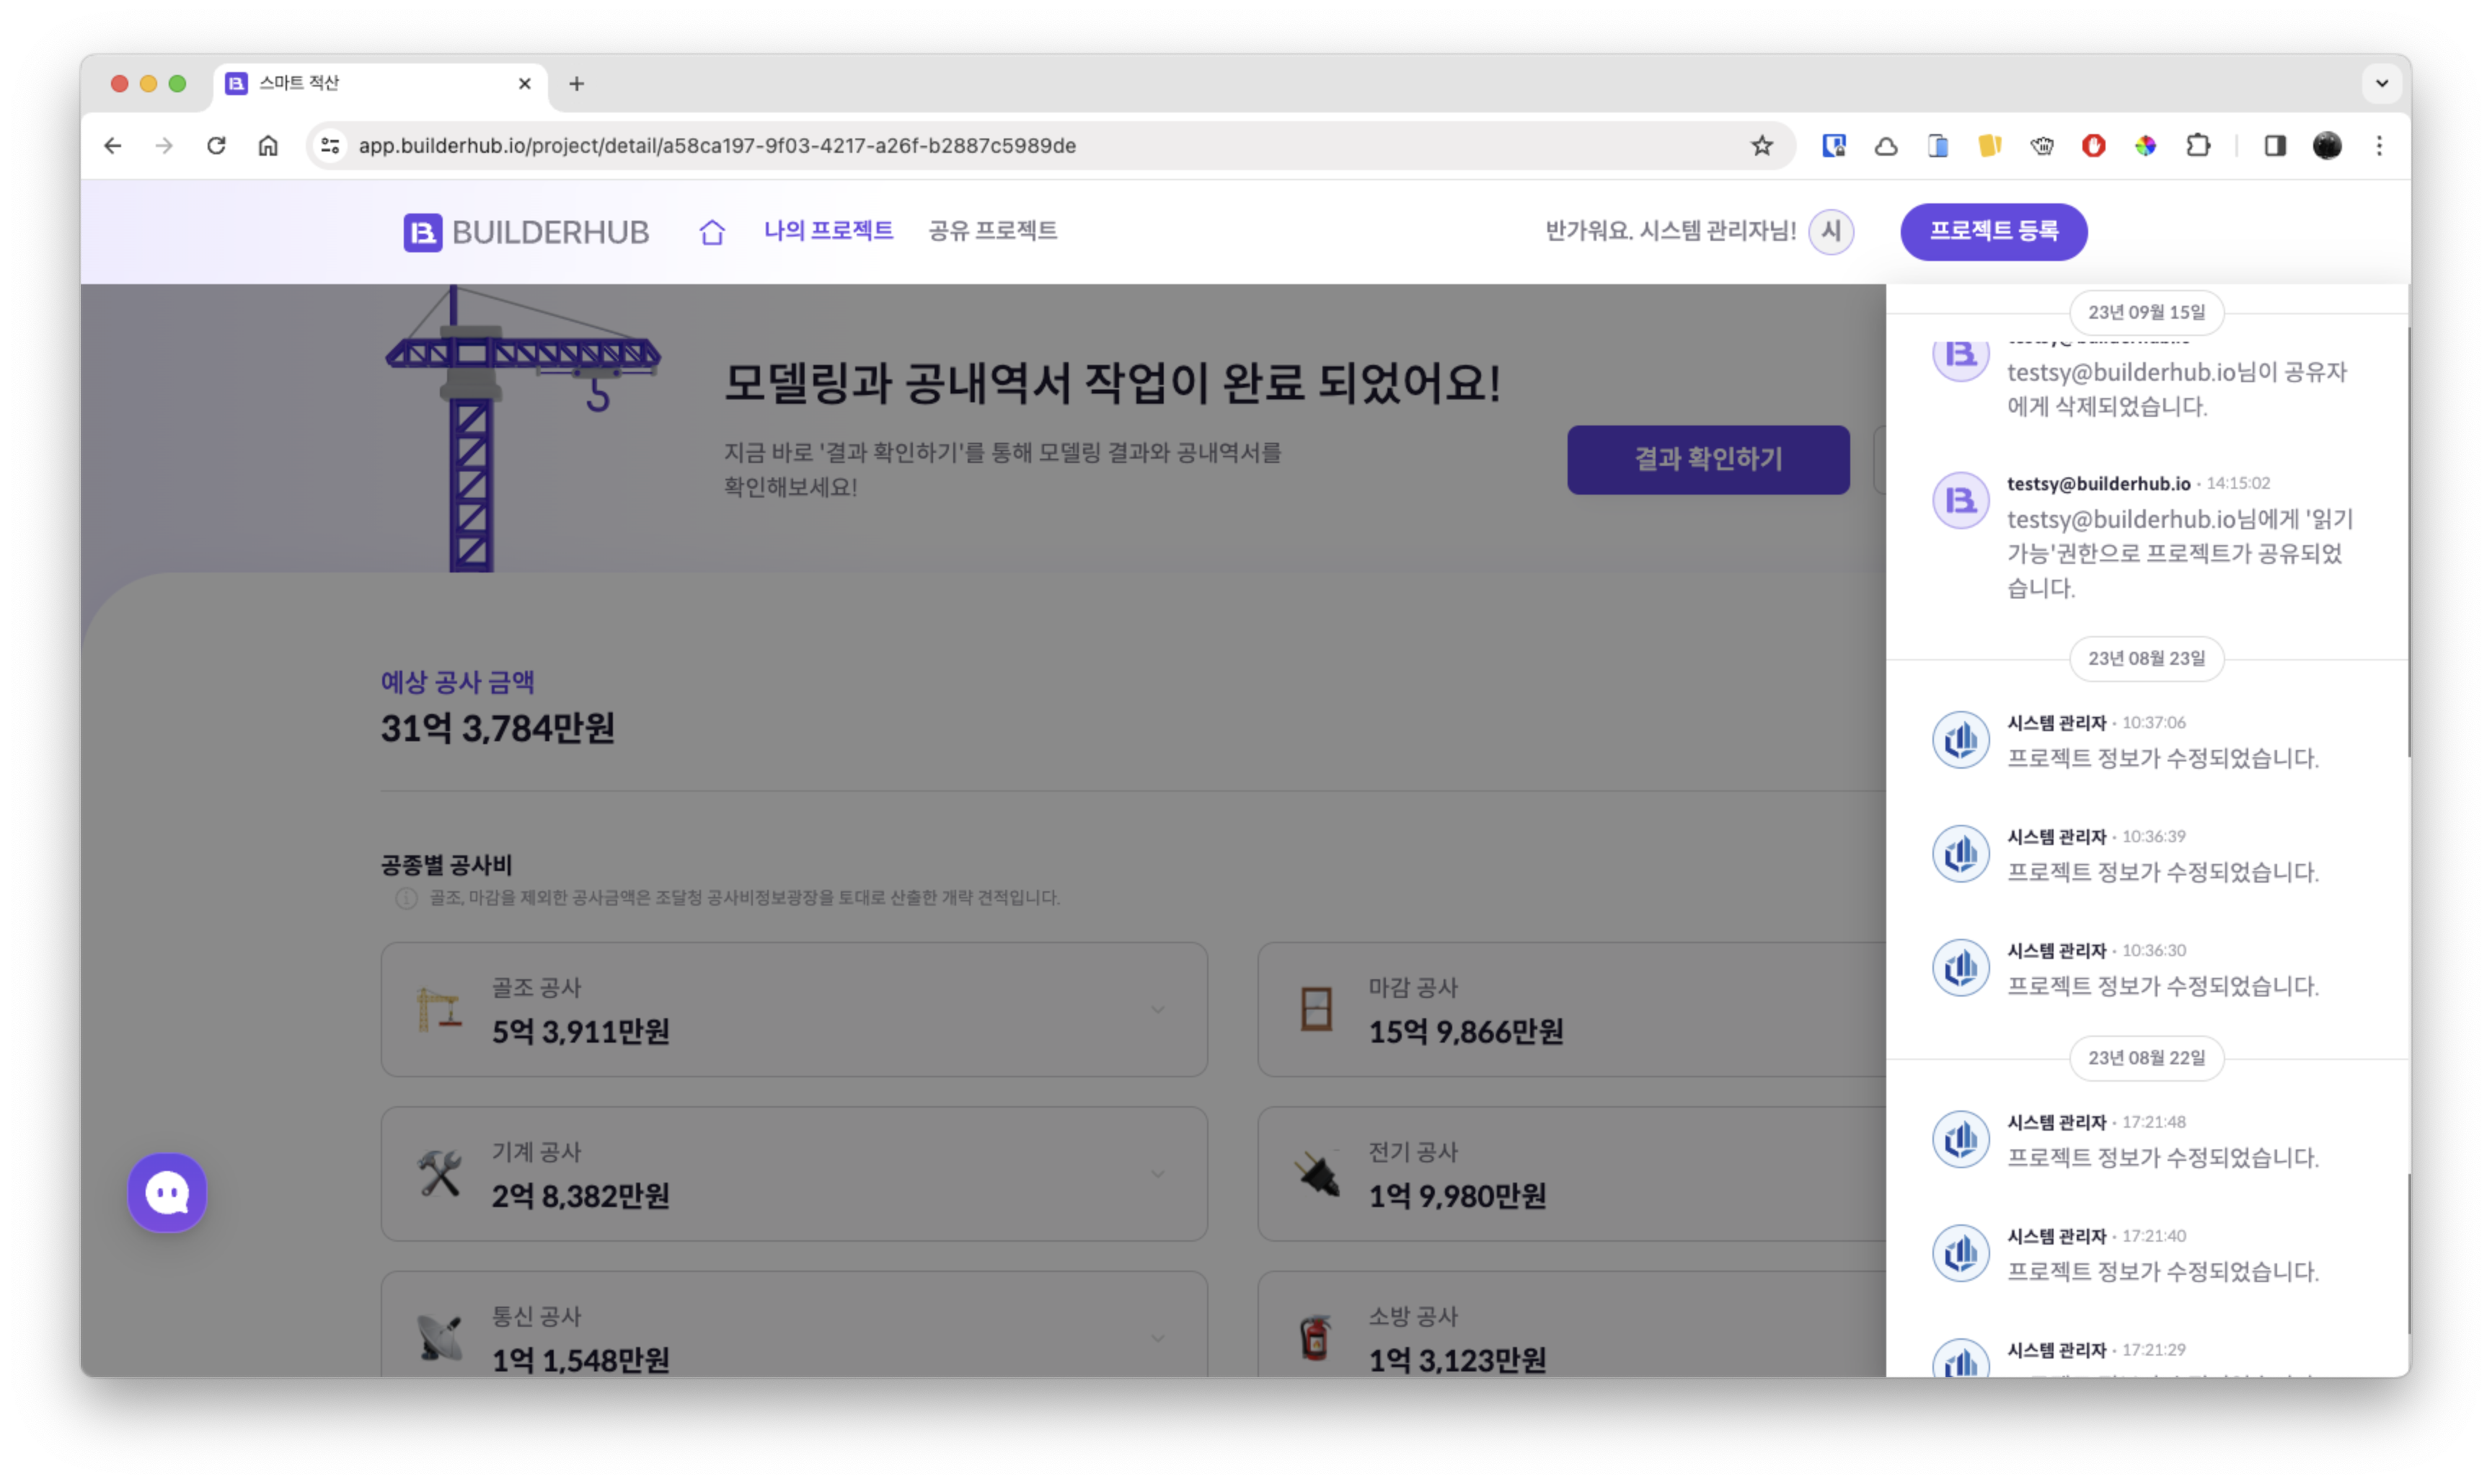 스마트 적산
app.builderhub.io/project/detail/a58ca197-9f03-4217-a26f-b2887c5989de
BUILDERHUB
나의 프로젝트
공유 프로젝트
반가워요. 시스템 관리자님!
시
프로젝트 등록
모델링과 공내역서 작업이 완료 되었어요!
지금 바로 '결과 확인하기'를 통해 모델링 결과와 공내역서를
확인해보세요!
결과 확인하기
예상 공사 금액
31억 3,784만원
공종별 공사비
골조, 마감을 제외한 공사금액은 조달청 공사비정보광장을 토대로 산출한 개략 견적입니다.
골조 공사
5억 3,911만원
마감 공사
15억 9,866만원
기계 공사
2억 8,382만원
전기 공사
1억 9,980만원
통신 공사
1억 1,548만원
소방 공사
1억 3,123만원
23년 09월 15일
testsy@builderhub.io님이 공유자
에게 삭제되었습니다.
testsy@builderhub.io · 14:15:02
testsy@builderhub.io님에게 '읽기
가능'권한으로 프로젝트가 공유되었
습니다.
23년 08월 23일
시스템 관리자 · 10:37:06
프로젝트 정보가 수정되었습니다.
시스템 관리자 · 10:36:39
프로젝트 정보가 수정되었습니다.
시스템 관리자 · 10:36:30
프로젝트 정보가 수정되었습니다.
23년 08월 22일
시스템 관리자 · 17:21:48
프로젝트 정보가 수정되었습니다.
시스템 관리자 · 17:21:40
프로젝트 정보가 수정되었습니다.
시스템 관리자 · 17:21:29